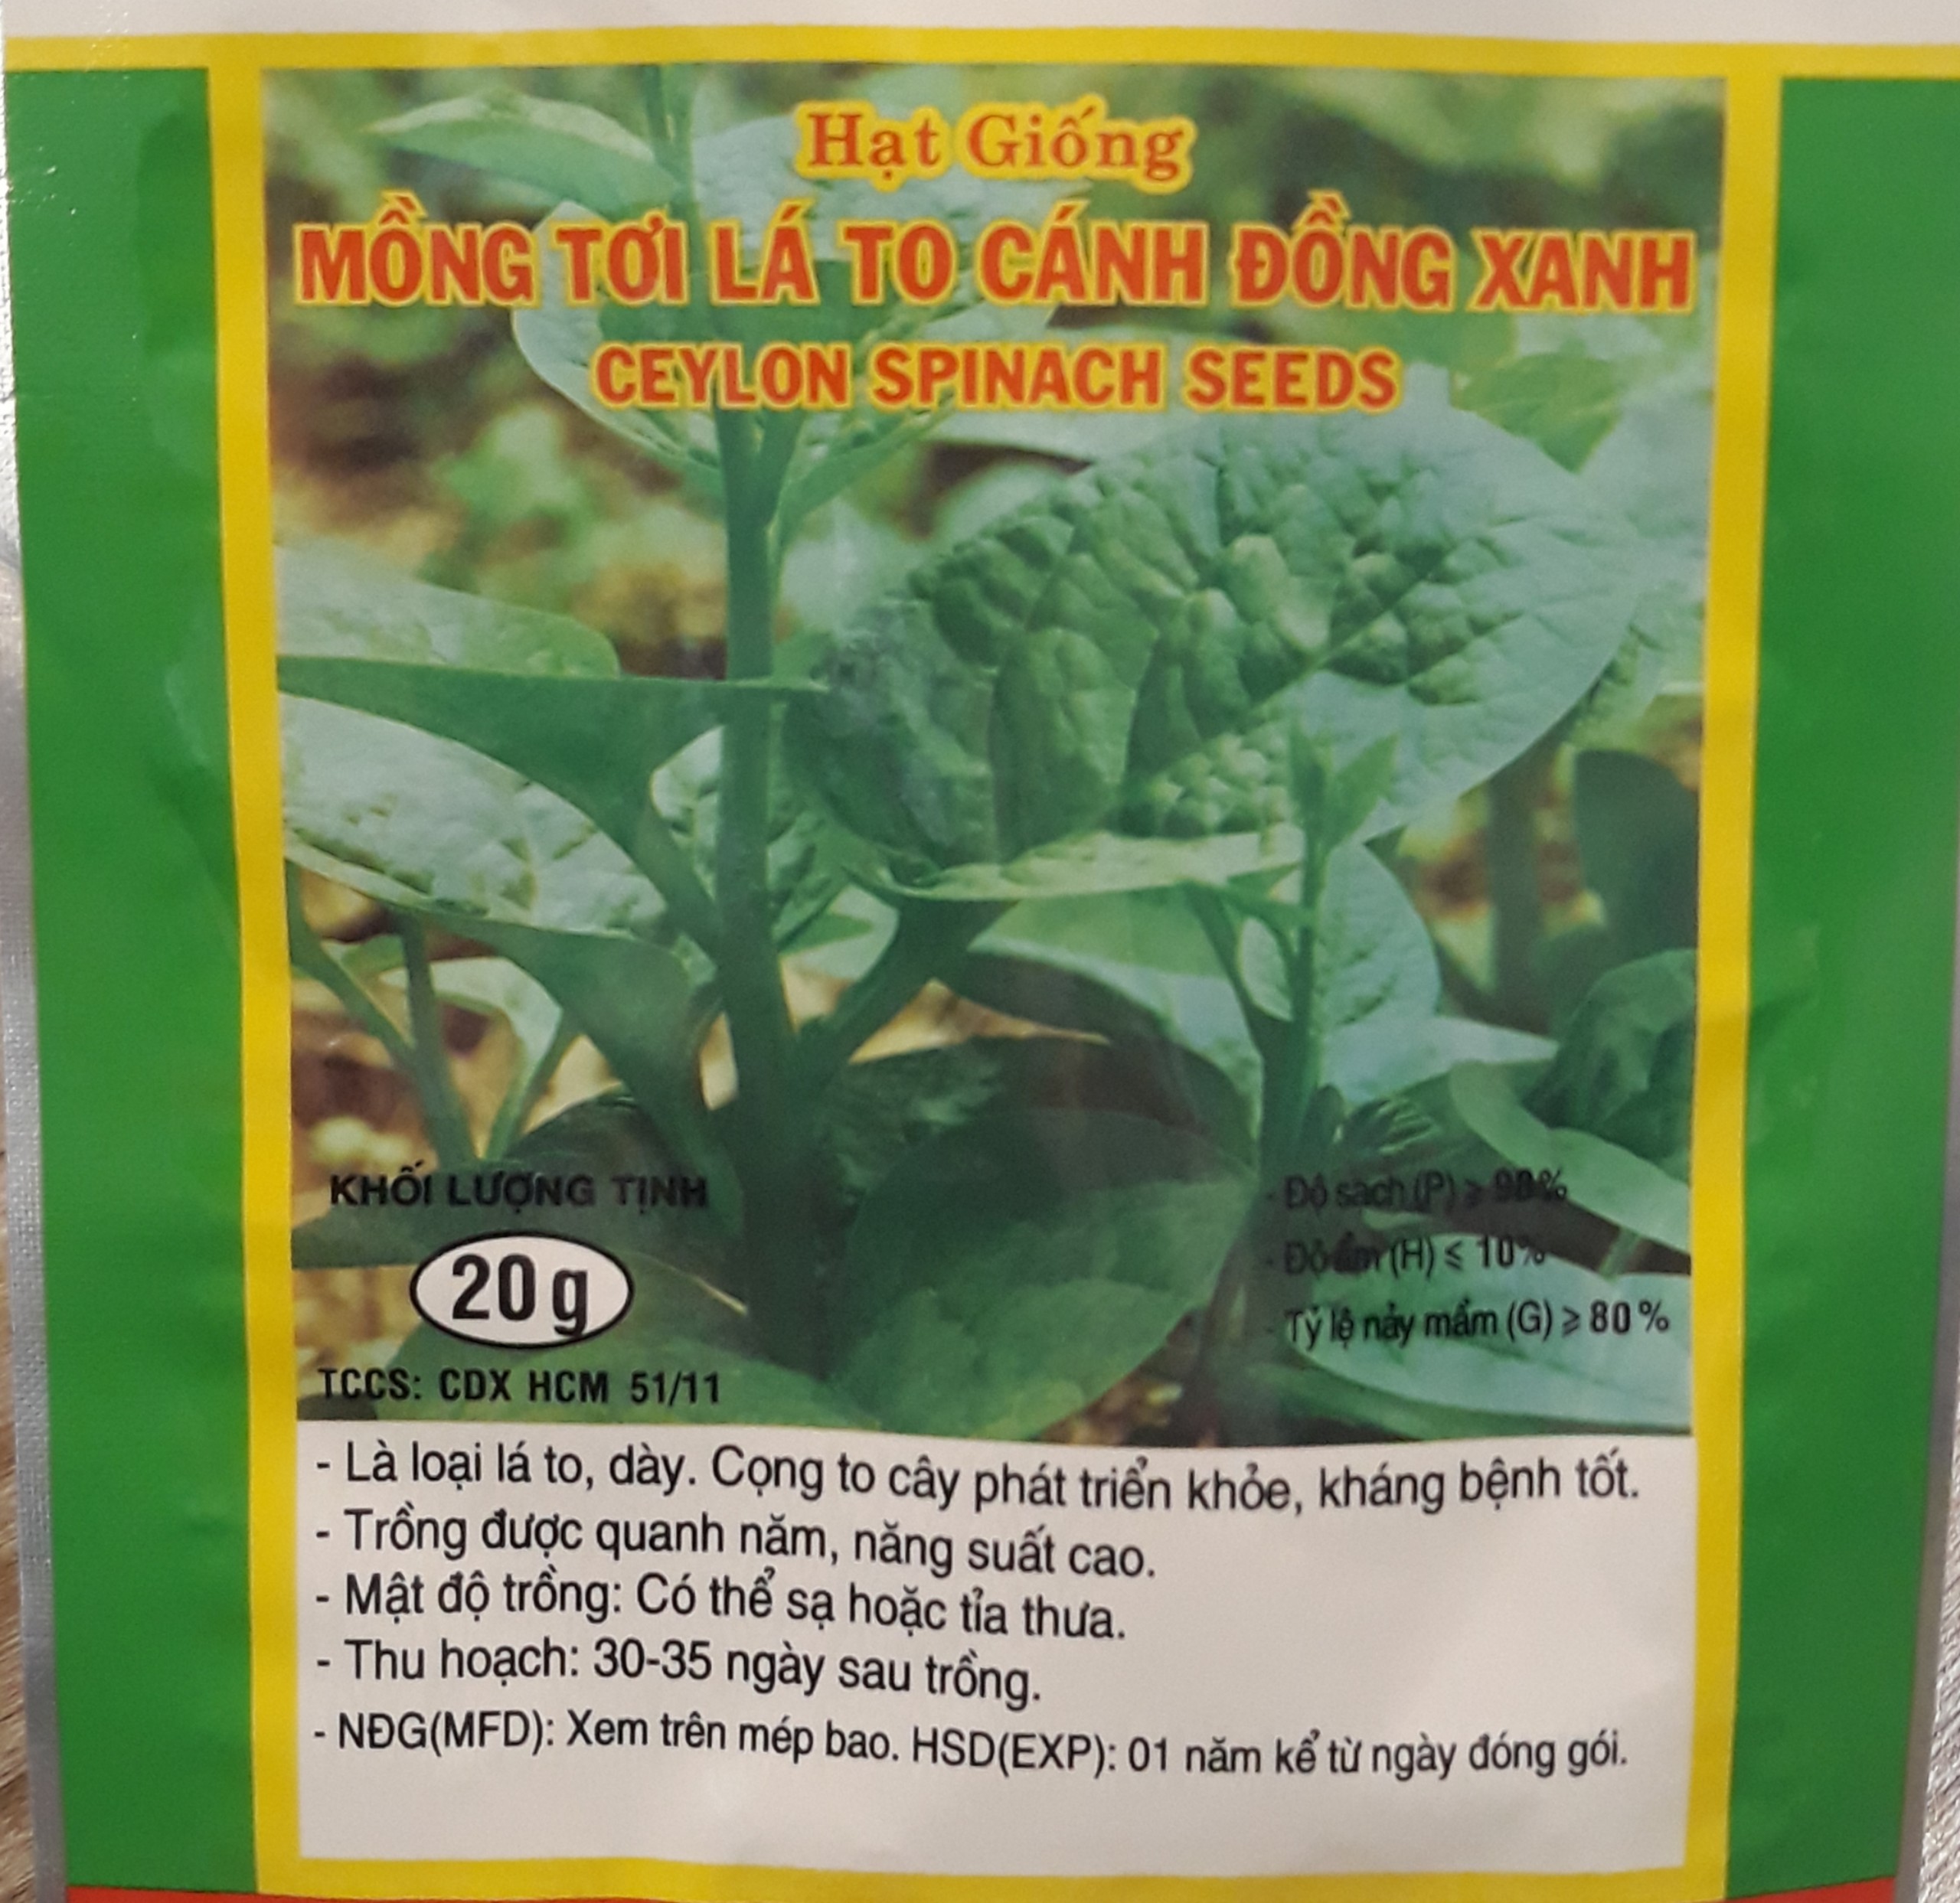 Hạt Giống
MỒNG TƠI LÁ TO CÁNH ĐỒNG XANH
CEYLON SPINACH SEEDS
KHỐI LƯỢNG TỊNH
20 g
TCCS: CDX HCM 51/11
- Độ sạch (P) ⩾ 98%
- Độ ẩm (H) ⩽ 10%
- Tỷ lệ nảy mầm (G) ⩾ 80%
- Là loại lá to, dày. Cọng to cây phát triển khỏe, kháng bệnh tốt.
- Trồng được quanh năm, năng suất cao.
- Mật độ trồng: Có thể sạ hoặc tỉa thưa.
- Thu hoạch: 30-35 ngày sau trồng.
- NĐG(MFD): Xem trên mép bao. HSD(EXP): 01 năm kể từ ngày đóng gói.